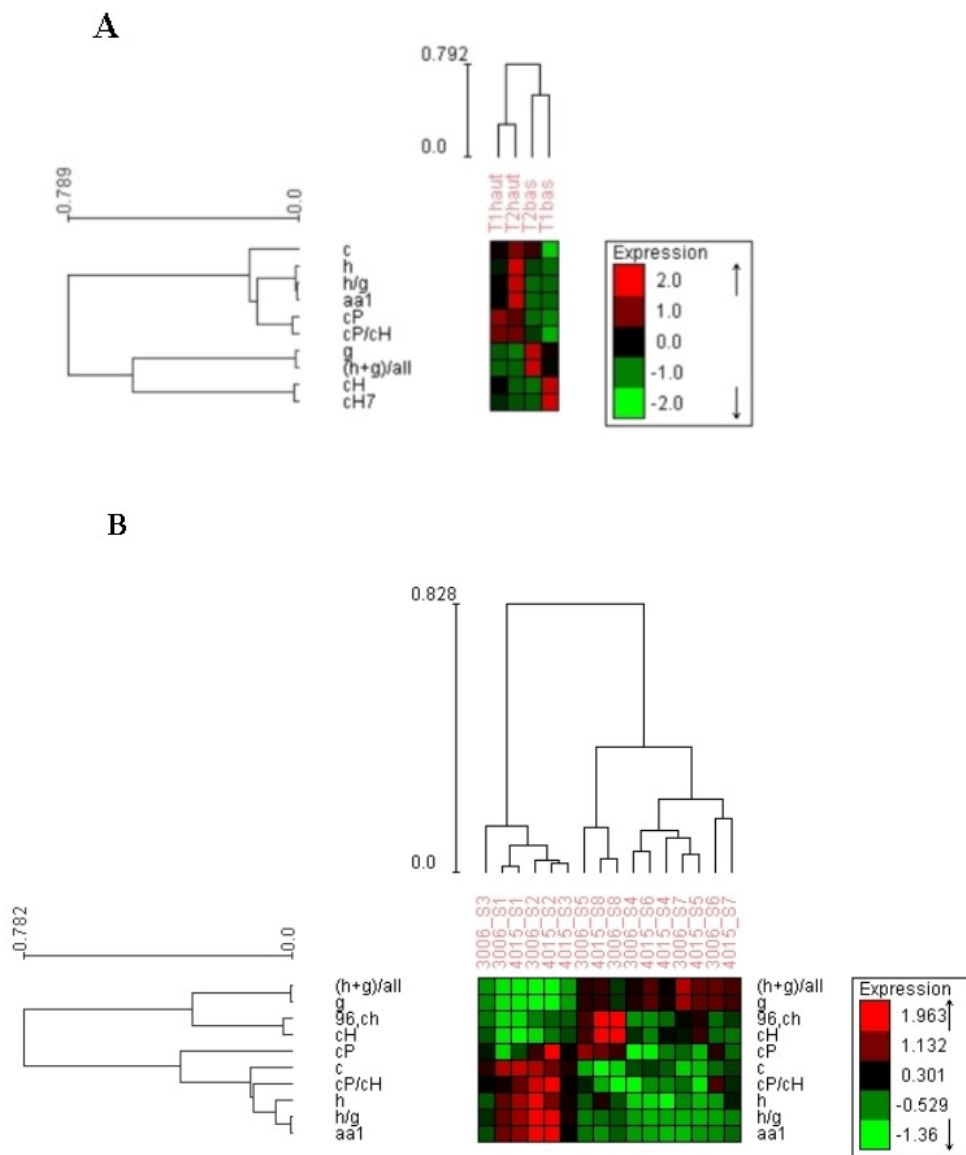 A
0.792
0.0
0.789
0.0
T1haut
T2haut
T2bas
T1bas
c
h
h/g
aa1
cP
cP/cH
g
(h+g)/all
cH
cH7
Expression
2.0
1.0
0.0
-1.0
-2.0
B
0.828
0.0
0.782
0.0
3006_S3
3006_S1
4015_S1
3006_S2
4015_S2
4015_S3
3006_S5
4015_S8
3006_S8
3006_S4
4015_S6
4015_S4
3006_S7
4015_S5
3006_S6
4015_S7
(h+g)/all
g
96,ch
cH
cP
c
cP/cH
h
h/g
aa1
(h+g)/all
g
96,ch
cH
cP
c
cP/cH
h
h/g
aa1
Expression
1.963
1.132
0.301
-0.529
-1.36